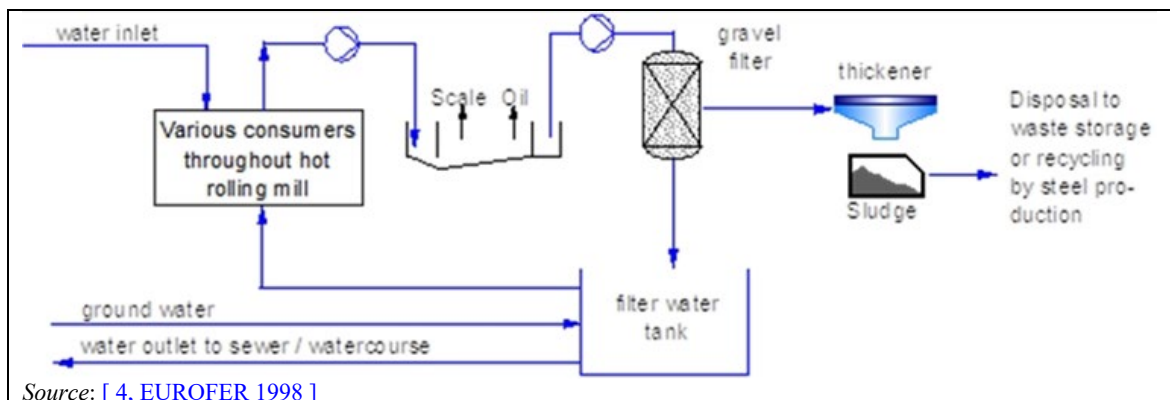 water inlet
Various consumers
throughout hot
rolling mill
Scale Oil
gravel
filter
thickener
Sludge
Disposal to
waste storage
or recycling
by steel pro-
duction
filter water
tank
ground water
water outlet to sewer / watercourse
Source: [ 4, EUROFER 1998 ]